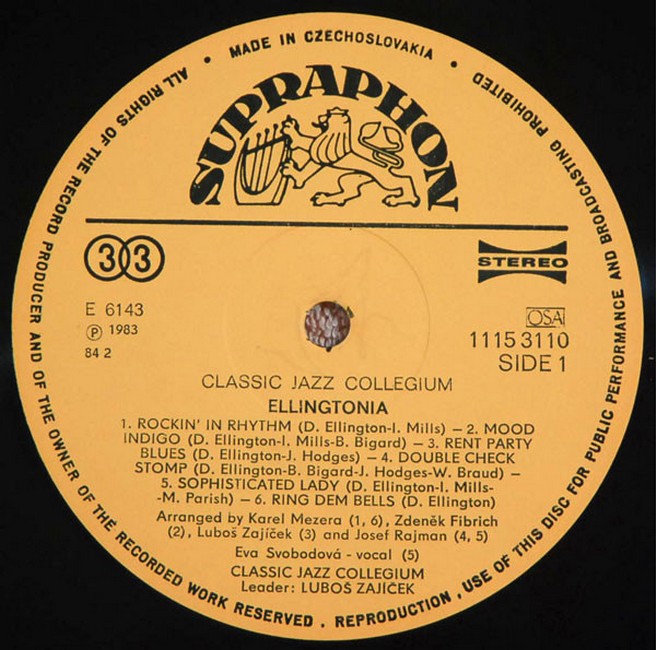 ALL RIGHTS OF THE RECORD PRODUCER AND OF THE OWNER OF THE RECORDED WORK RESERVED . REPRODUCTION , USE OF THIS DISC FOR PUBLIC PERFORMANCE AND BROADCASTING PROHIBITED
• MADE IN CZECHOSLOVAKIA •
SUPRAPHON
33
STEREO
E 6143
Ⓟ 1983
84 2
OSA
1115 3110
SIDE 1
CLASSIC JAZZ COLLEGIUM
ELLINGTONIA
1. ROCKIN' IN RHYTHM (D. Ellington-I. Mills) – 2. MOOD
INDIGO (D. Ellington-I. Mills-B. Bigard) – 3. RENT PARTY
BLUES (D. Ellington-J. Hodges) – 4. DOUBLE CHECK
STOMP (D. Ellington-B. Bigard-J. Hodges-W. Braud) –
5. SOPHISTICATED LADY (D. Ellington-I. Mills-
-M. Parish) – 6. RING DEM BELLS (D. Ellington)
Arranged by Karel Mezera (1, 6), Zdeněk Fibrich
(2), Luboš Zajíček (3) and Josef Rajman (4, 5)
Eva Svobodová - vocal (5)
CLASSIC JAZZ COLLEGIUM
Leader: LUBOŠ ZAJÍČEK